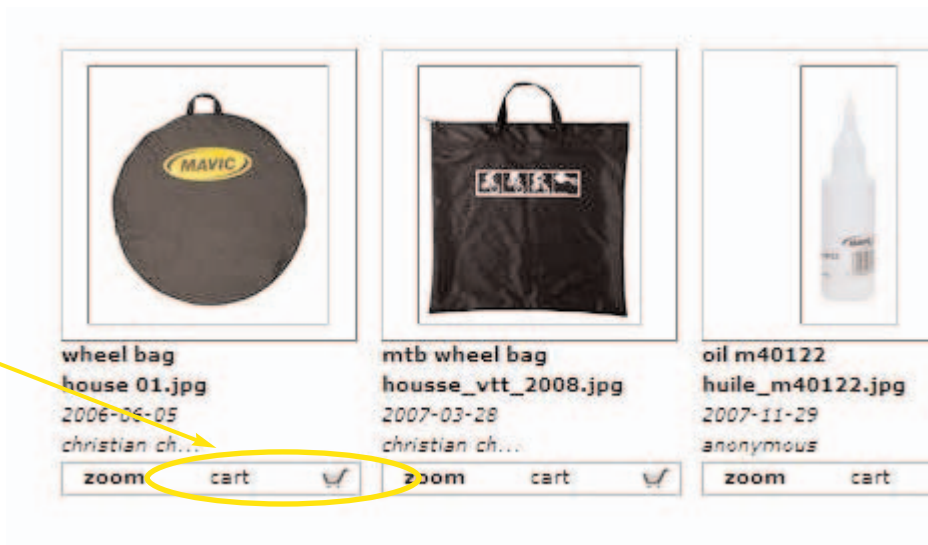 MAVIC
wheel bag
house 01.jpg
2006-06-05
christian ch...
zoom cart
mtb wheel bag
housse_vtt_2008.jpg
2007-03-28
christian ch...
zoom cart
oil m40122
huile_m40122.jpg
2007-11-29
anonymous
zoom cart